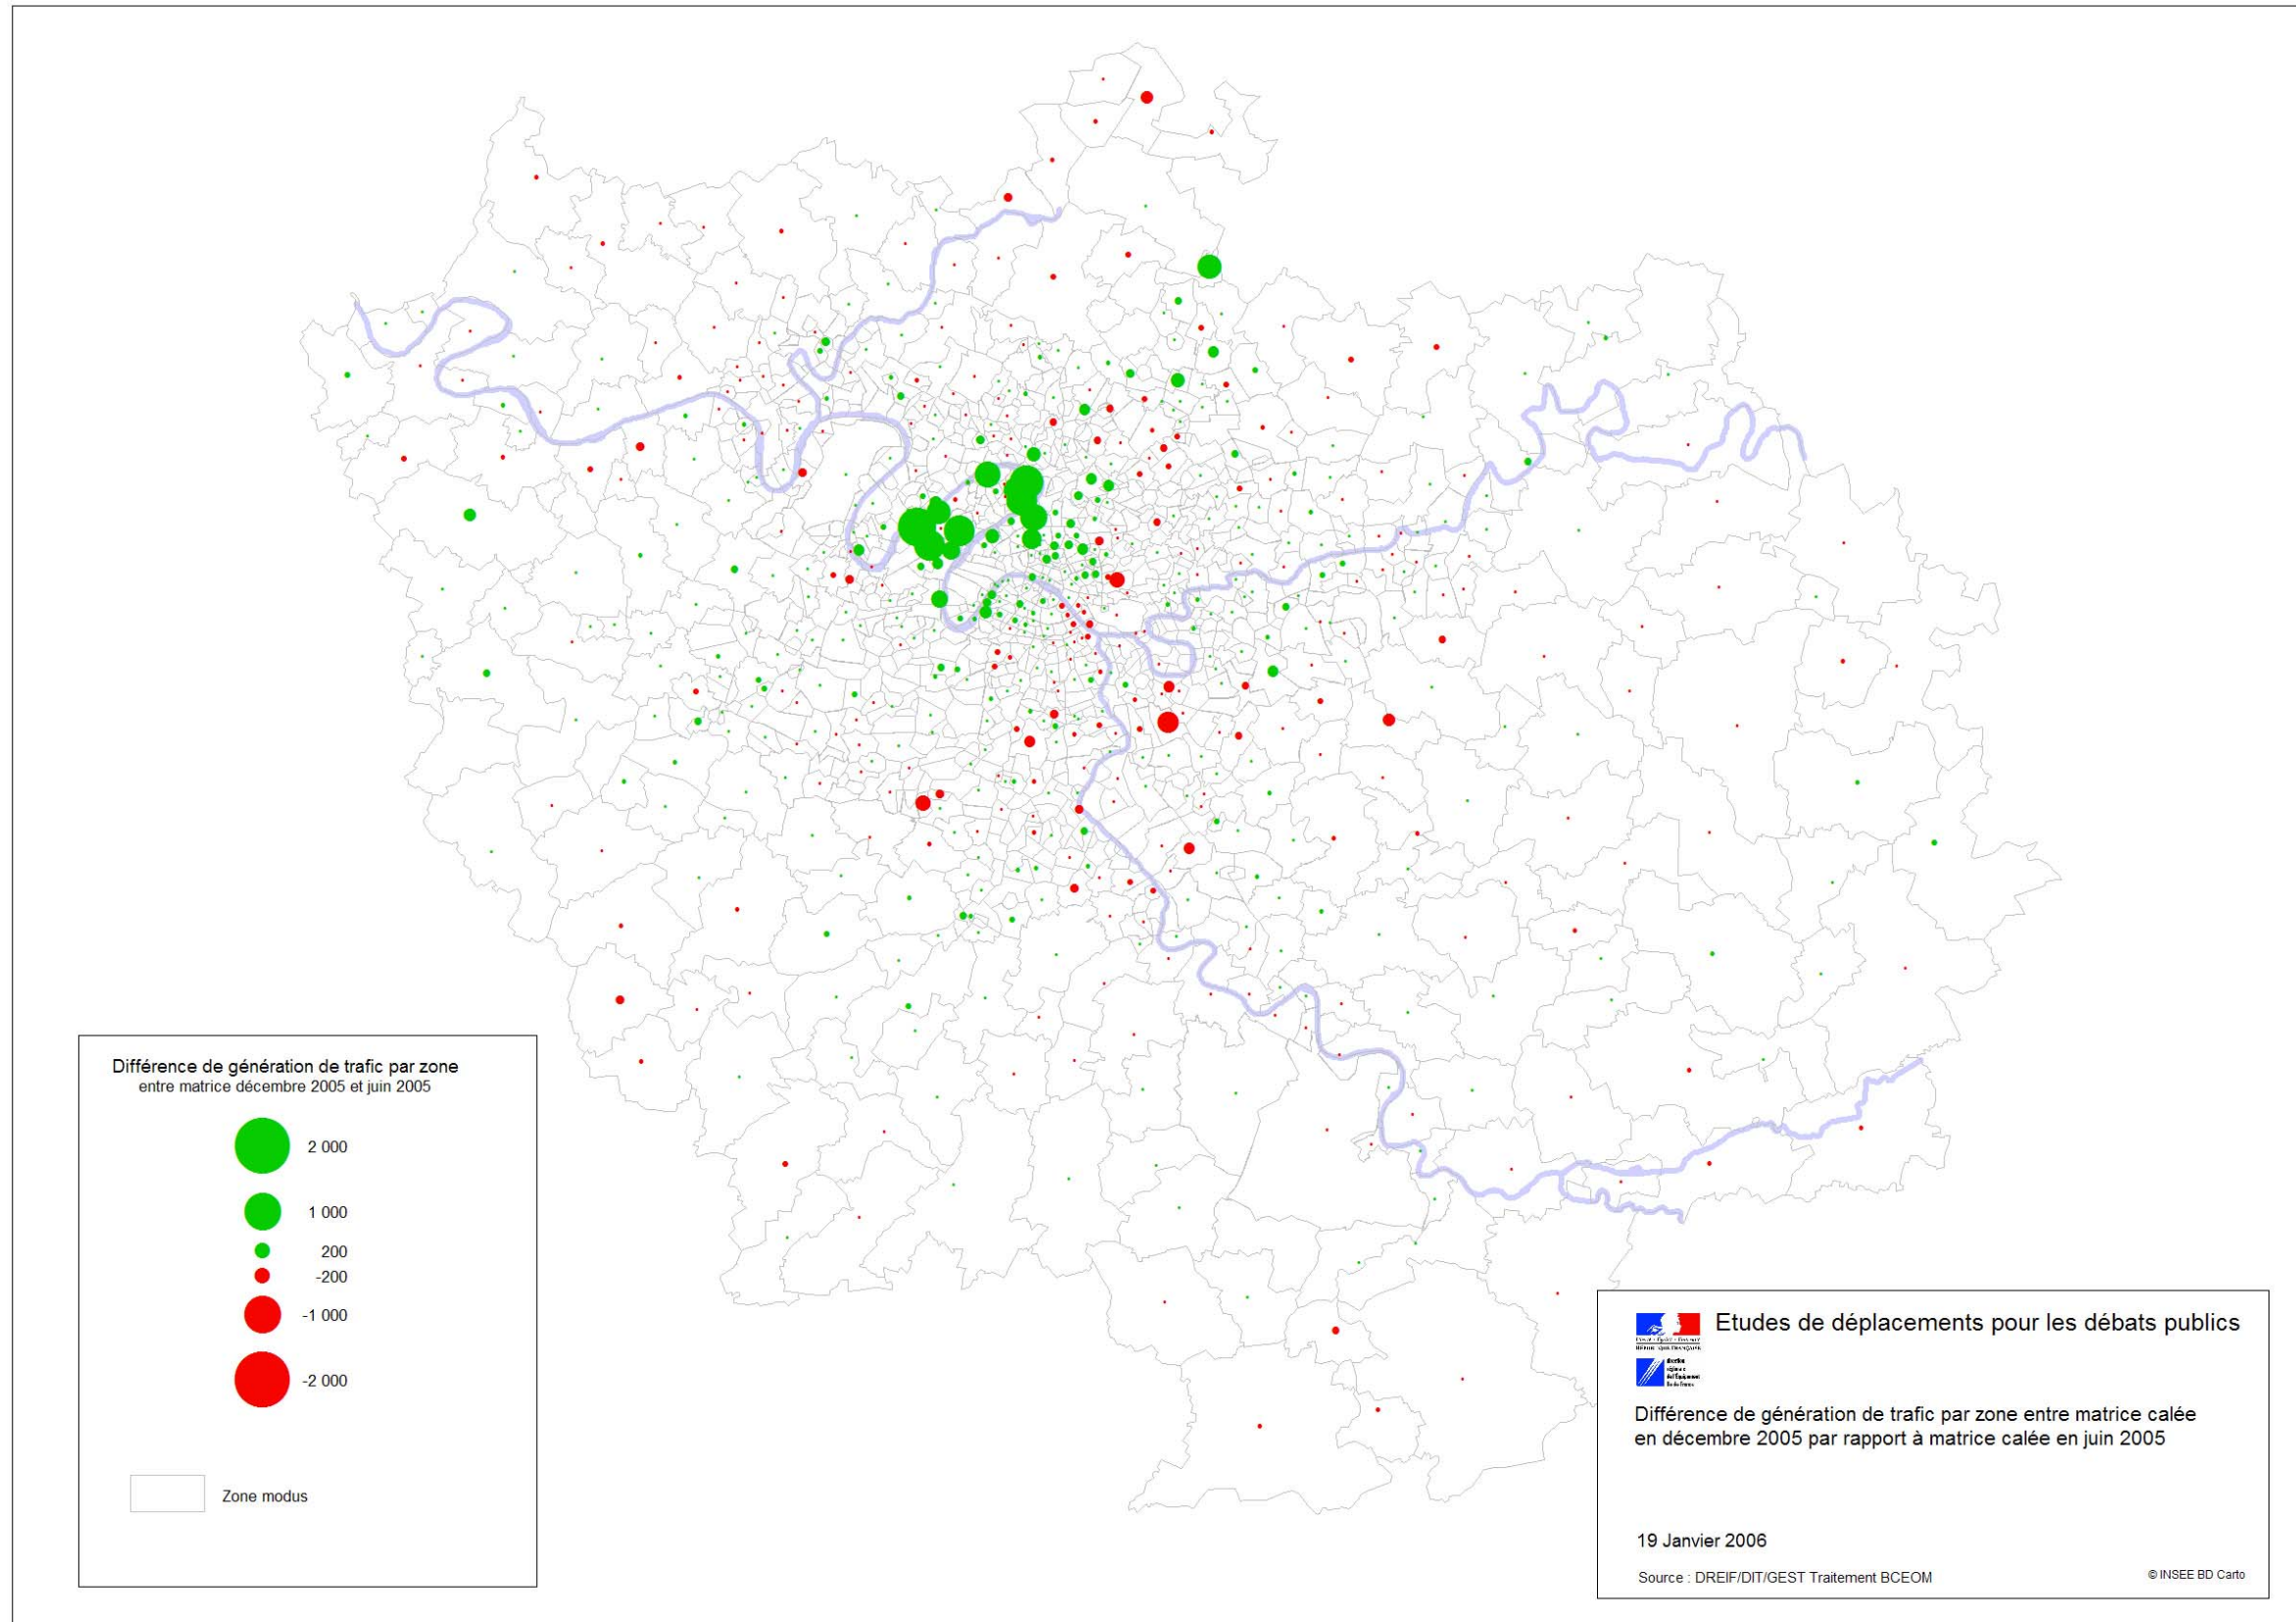 Différence de génération de trafic par zone
entre matrice décembre 2005 et juin 2005
2 000
1 000
200
-200
-1 000
-2 000
Zone modus
Etudes de déplacements pour les débats publics
Différence de génération de trafic par zone entre matrice calée
en décembre 2005 par rapport à matrice calée en juin 2005
19 Janvier 2006
Source : DREIF/DIT/GEST Traitement BCEOM
© INSEE BD Carto